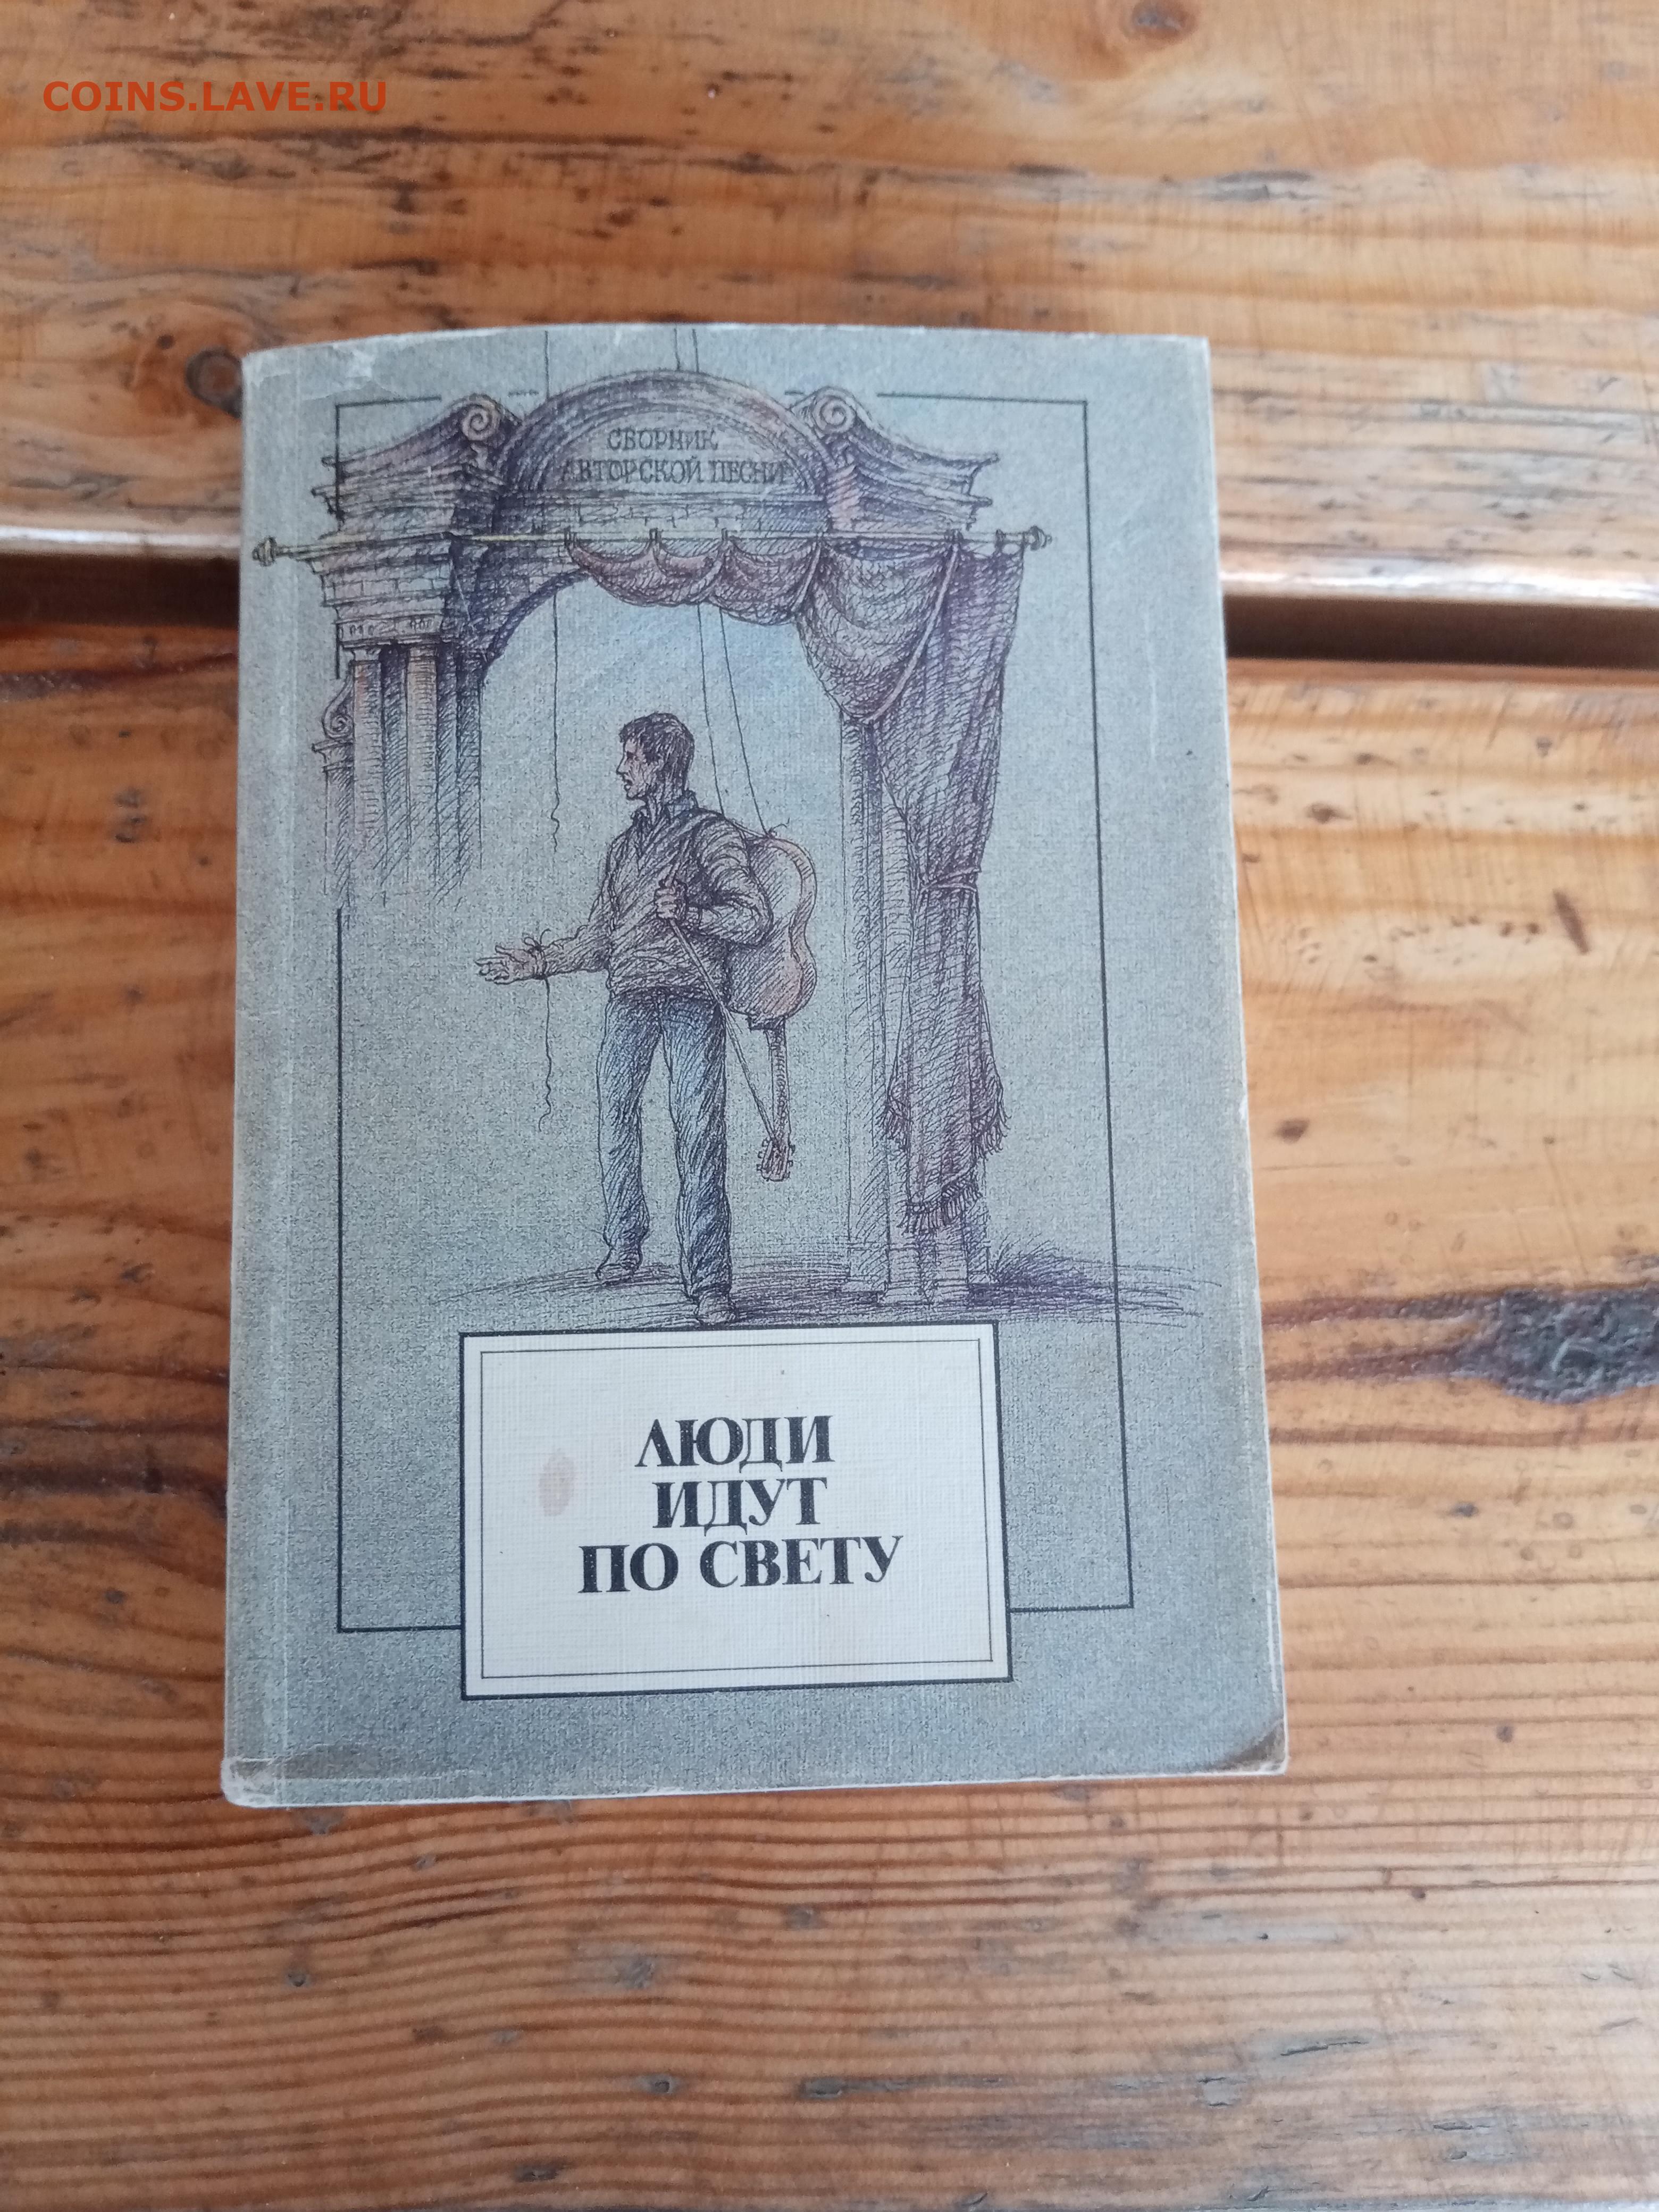 COINS.LAVE.RU
СБОРНИК
АВТОРСКОЙ ПЕСНИ
ЛЮДИ
ИДУТ
ПО СВЕТУ